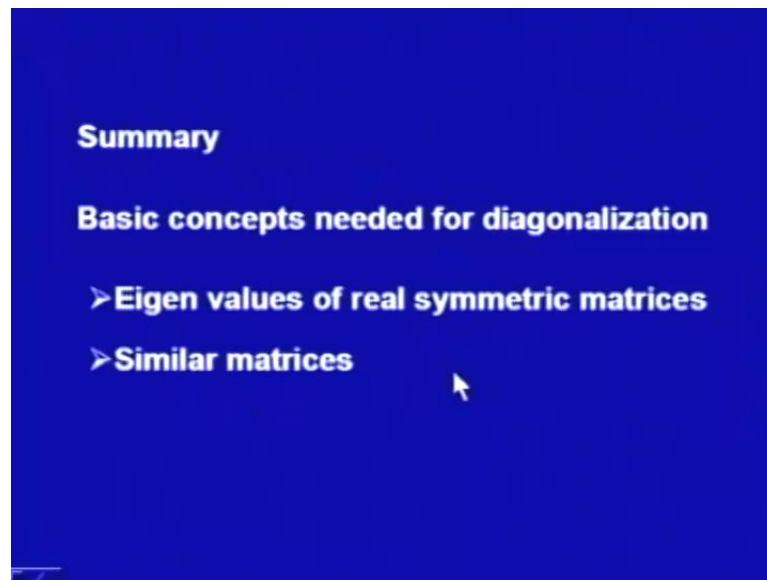 Summary
Basic concepts needed for diagonalization
➢Eigen values of real symmetric matrices
➢Similar matrices